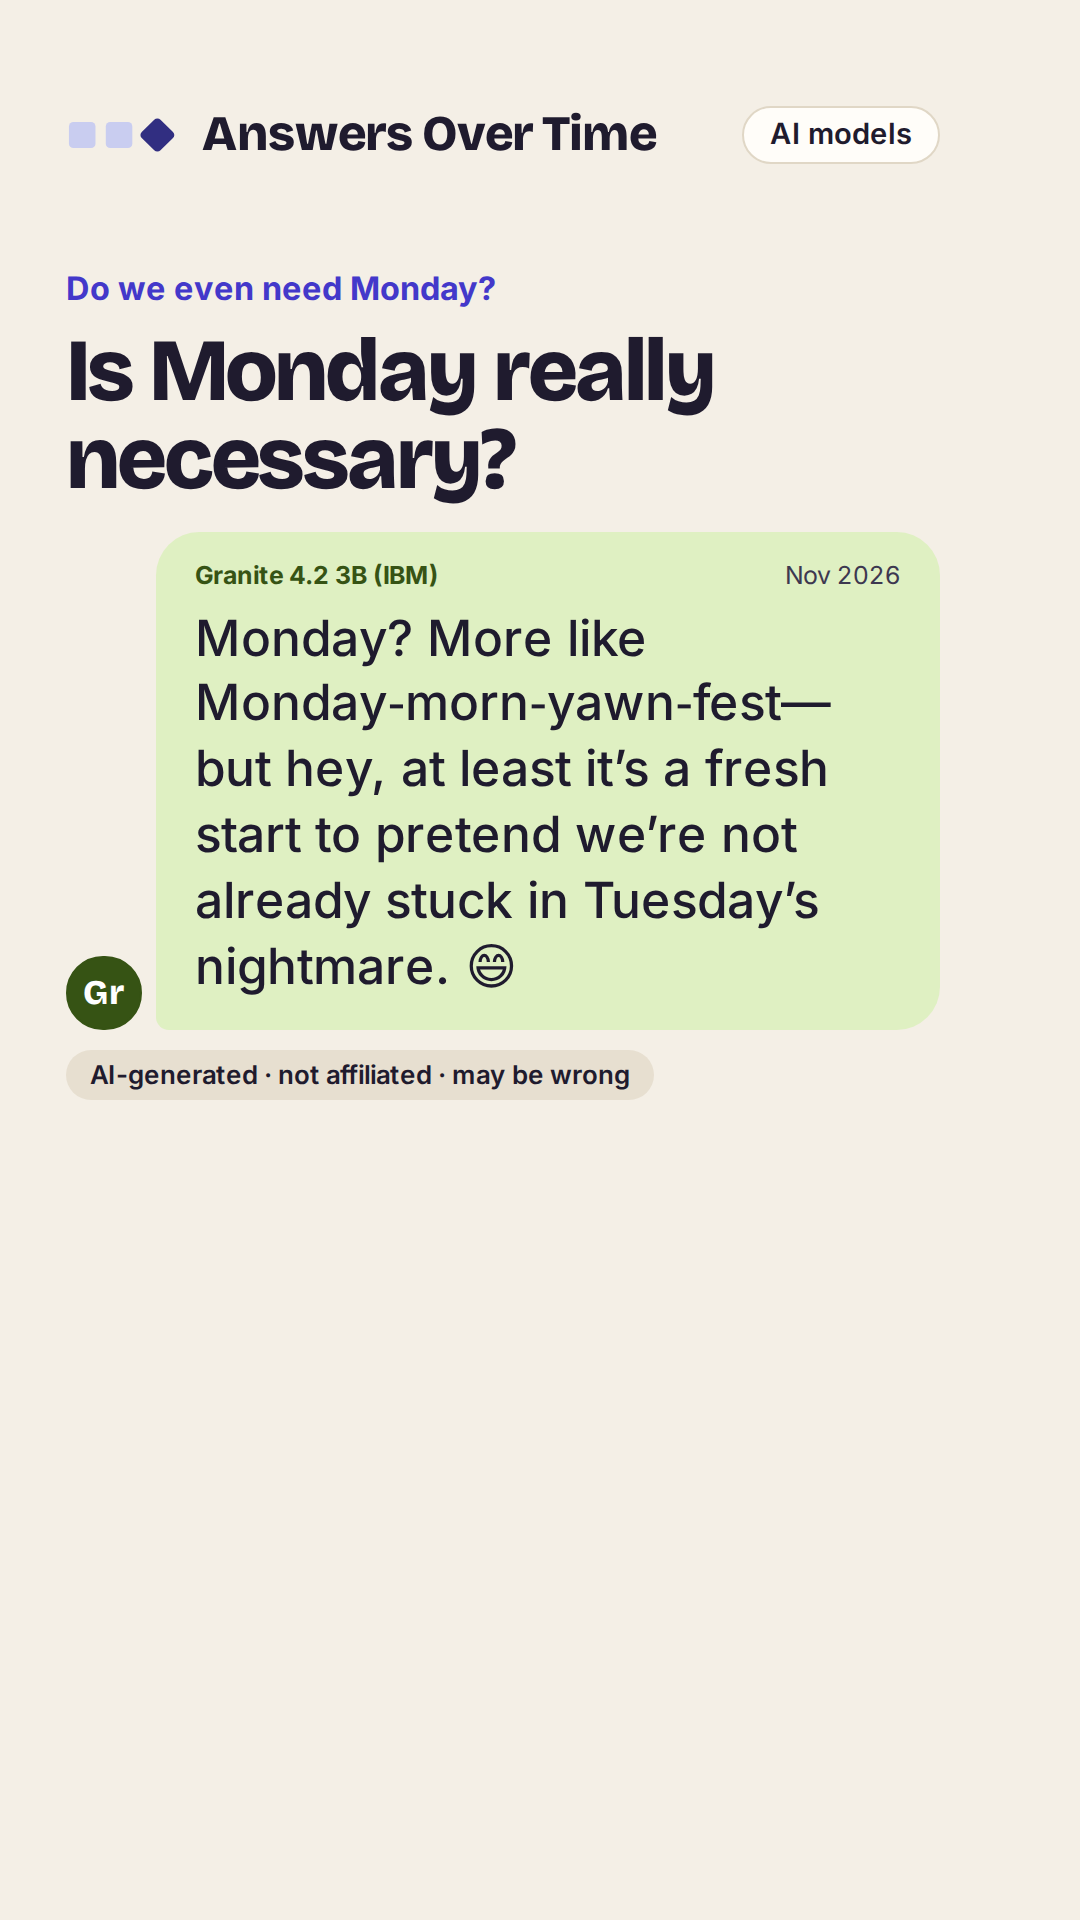 Answers Over Time
AI models
Do we even need Monday?
Is Monday really
necessary?
Granite 4.2 3B (IBM)
Nov 2026
Monday? More like
Monday-morn-yawn-fest—
but hey, at least it’s a fresh
start to pretend we’re not
already stuck in Tuesday’s
nightmare. 😄
Gr
AI-generated · not affiliated · may be wrong